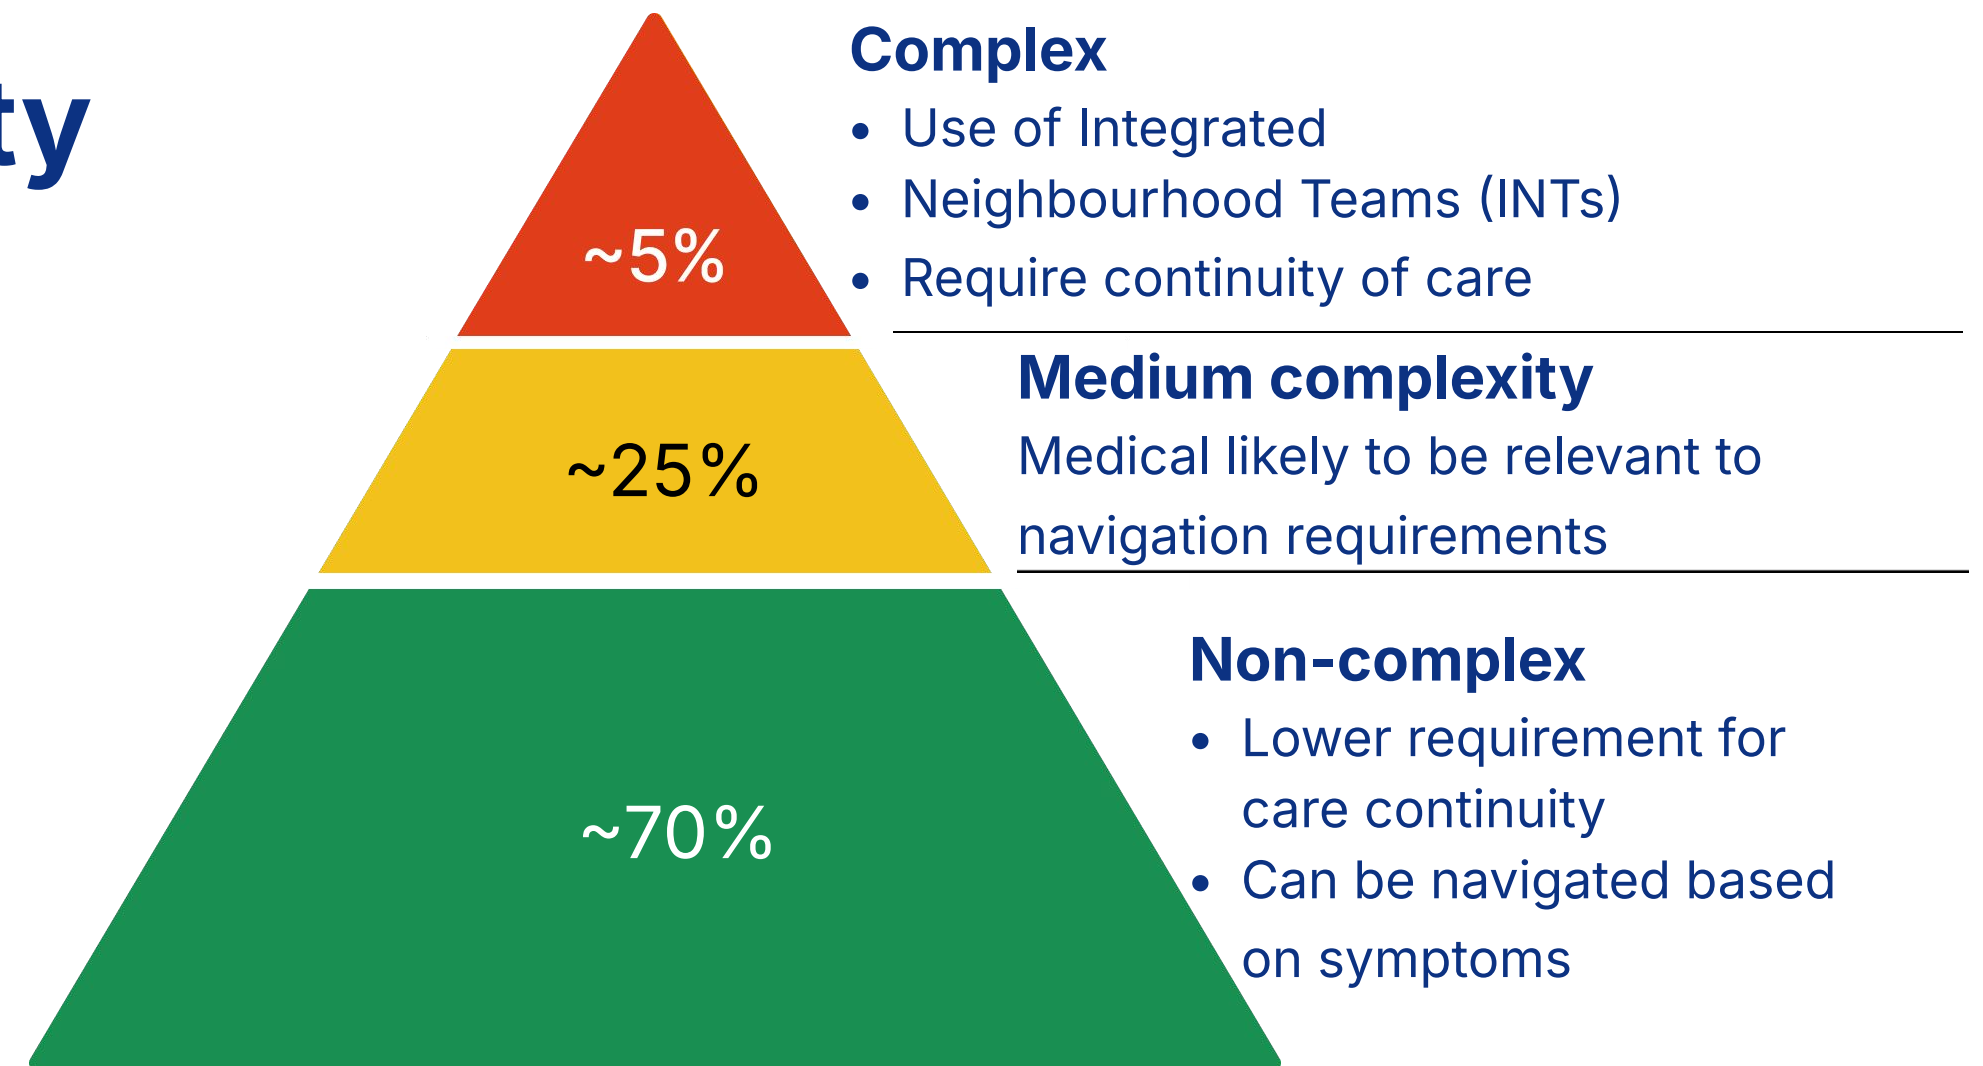 ty
Complex
• Use of Integrated
• Neighbourhood Teams (INTs)
• Require continuity of care
~5%
Medium complexity
Medical likely to be relevant to
navigation requirements
~25%
Non-complex
• Lower requirement for
care continuity
• Can be navigated based
on symptoms
~70%